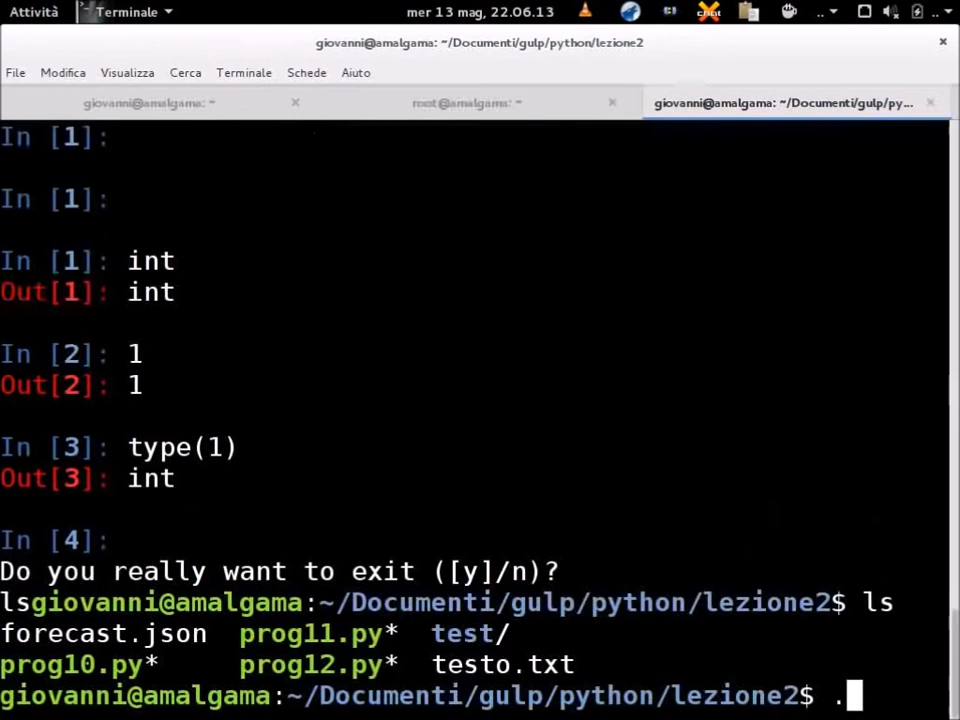 Attività Terminale mer 13 mag, 22.06.13
giovanni@amalgama: ~/Documenti/gulp/python/lezione2
File Modifica Visualizza Cerca Terminale Schede Aiuto
giovanni@amalgama: ~ root@amalgama: ~ giovanni@amalgama: ~/Documenti/gulp/py...
In [1]:
In [1]:
In [1]: int
Out[1]: int
In [2]: 1
Out[2]: 1
In [3]: type(1)
Out[3]: int
In [4]:
Do you really want to exit ([y]/n)?
lsgiovanni@amalgama:~/Documenti/gulp/python/lezione2$ ls
forecast.json prog11.py* test/
prog10.py* prog12.py* testo.txt
giovanni@amalgama:~/Documenti/gulp/python/lezione2$ .